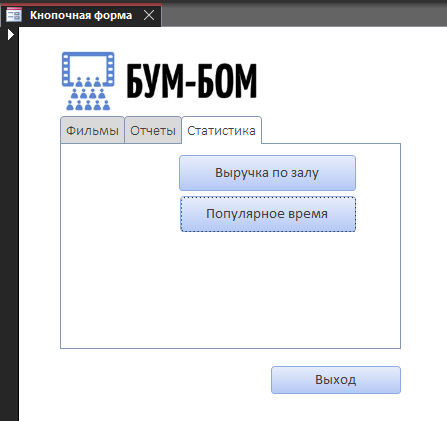 Кнопочная форма
БУМ-БОМ
Фильмы Отчеты Статистика
Выручка по залу
Популярное время
Выход